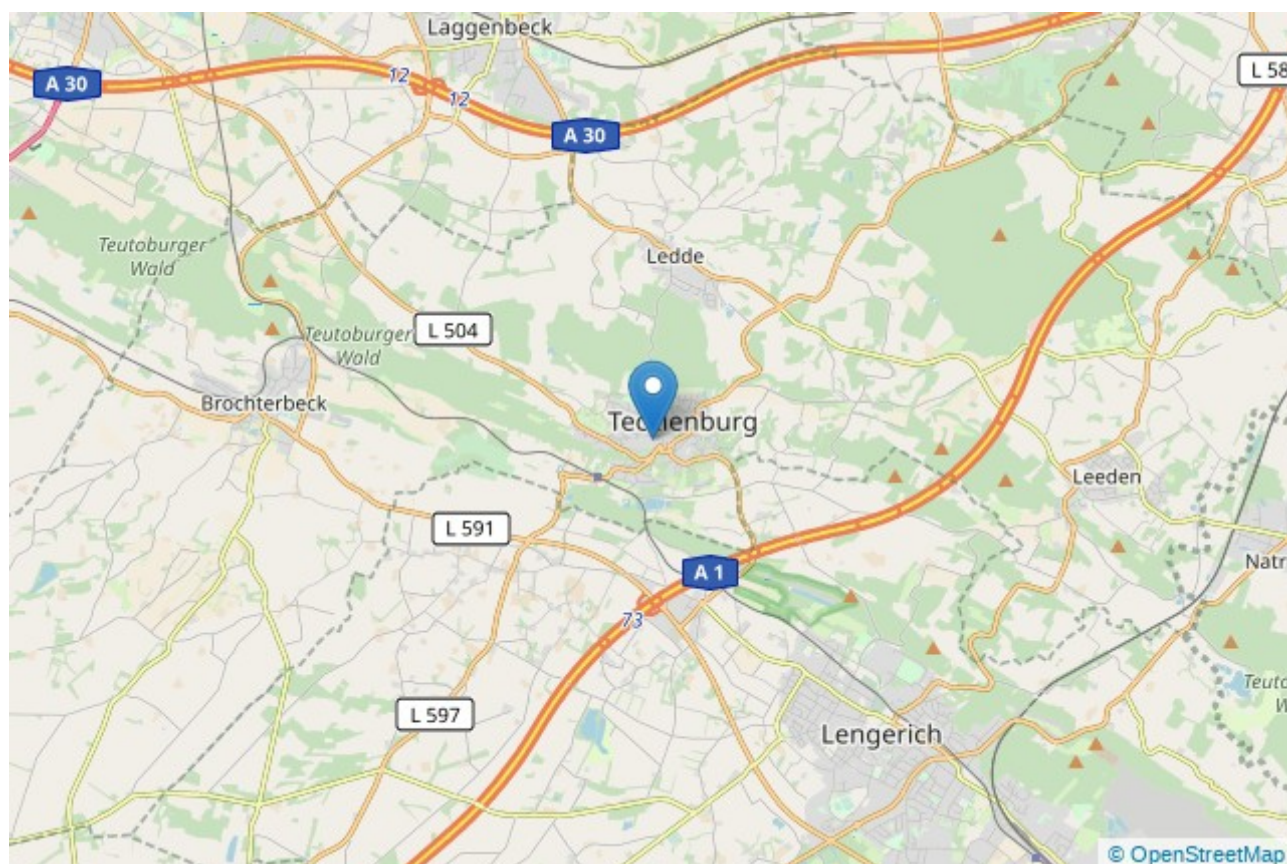 Laggenbeck
A 30
12
12
A 30
L 58
Teutoburger
Wald
Ledde
L 504
Teutoburger
Wald
Brochterbeck
Leeden
L 591
A 1
Natr
73
Teuto
W
L 597
Lengerich
© OpenStreetMap